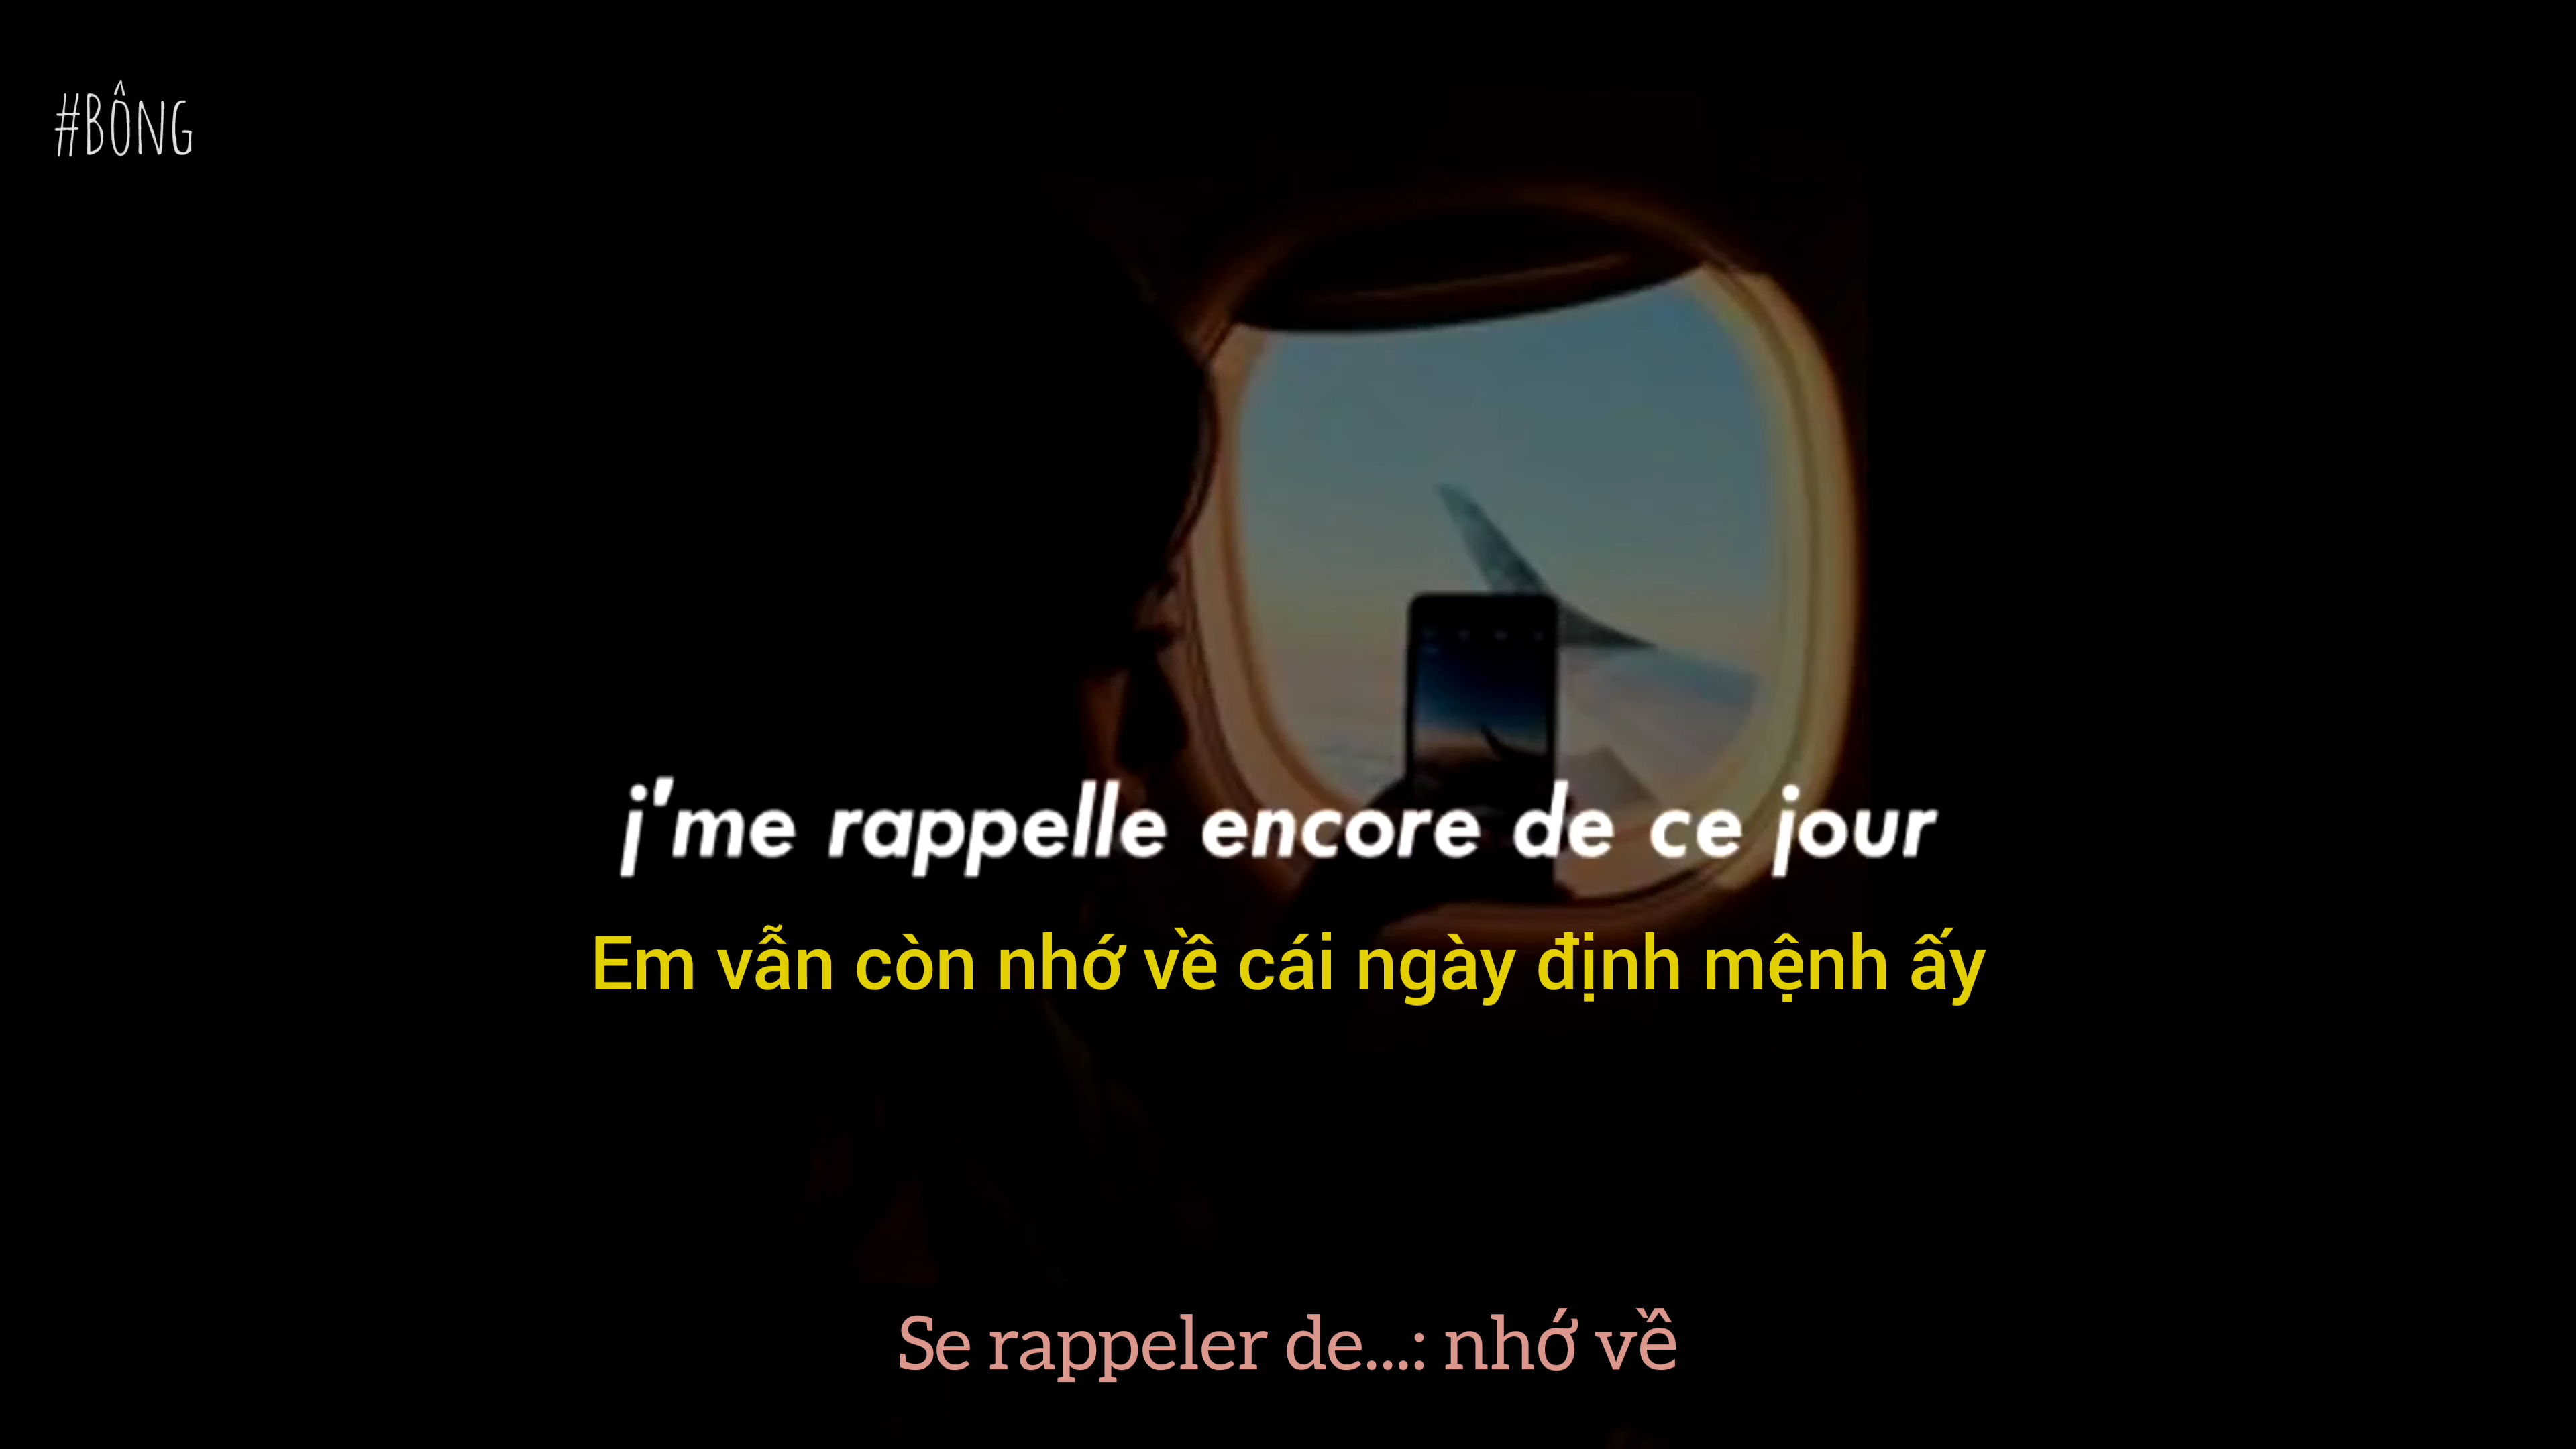 #BÔNG
j'me rappelle encore de ce jour
Em vẫn còn nhớ về cái ngày định mệnh ấy
Se rappeler de...: nhớ về